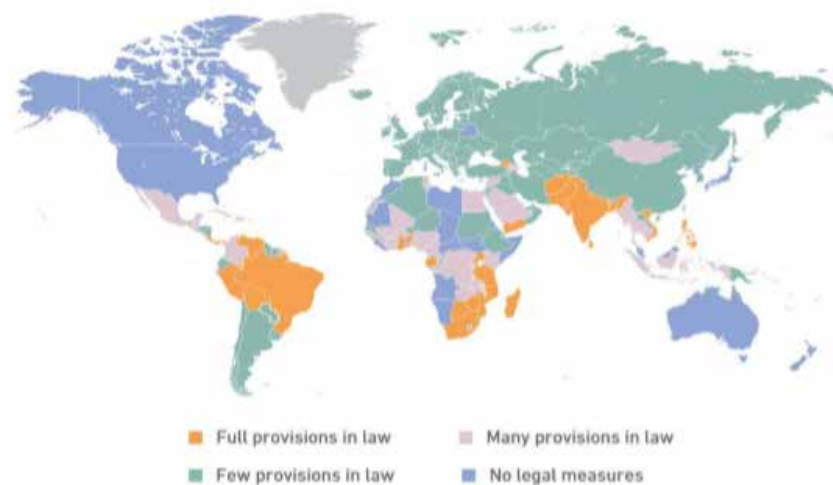 Full provisions in law
Many provisions in law
Few provisions in law
No legal measures